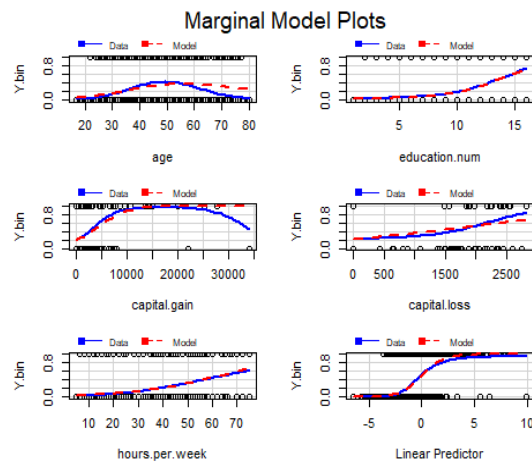 Marginal Model Plots
Data Model
Y.bin
0.0 0.8
20 30 40 50 60 70 80
age
Data Model
Y.bin
0.0 0.8
5 10 15
education.num
Data Model
Y.bin
0.0 0.8
0 10000 20000 30000
capital.gain
Data Model
Y.bin
0.0 0.8
0 500 1500 2500
capital.loss
Data Model
Y.bin
0.0 0.8
10 20 30 40 50 60 70
hours.per.week
Data Model
Y.bin
0.0 0.8
-5 0 5 10
Linear Predictor